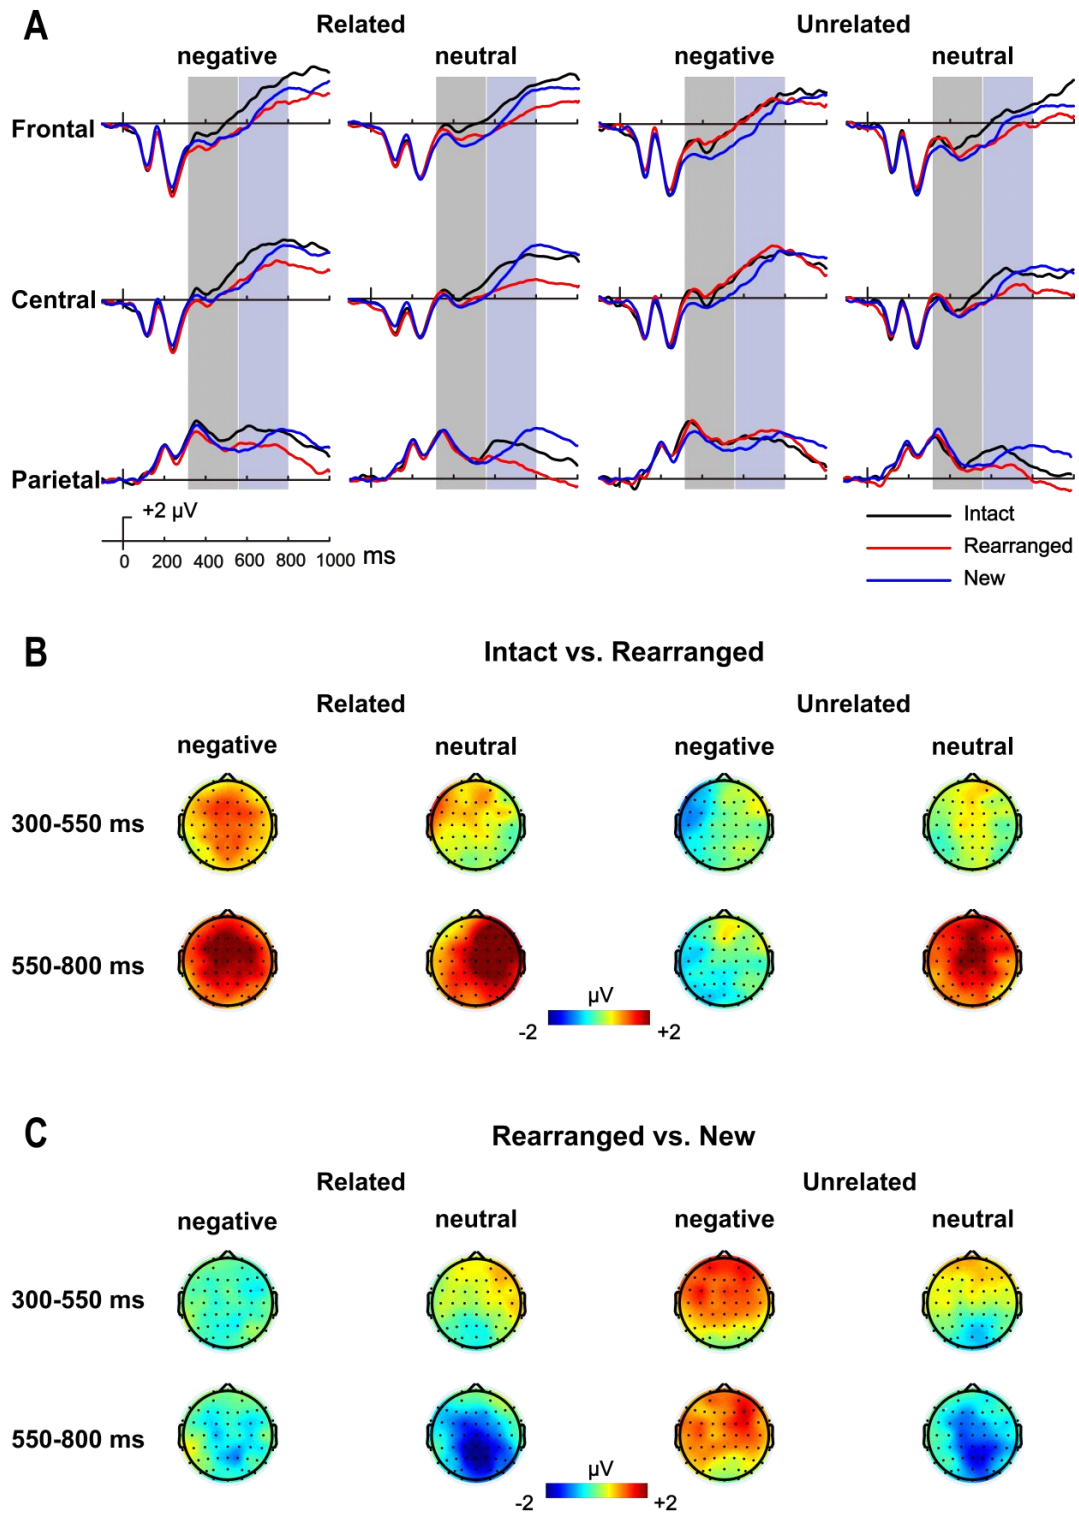 A
Related Unrelated
negative neutral negative neutral
Frontal
Central
Parietal
+2 µV
0 200 400 600 800 1000 ms
Intact
Rearranged
New
B
Intact vs. Rearranged
Related Unrelated
negative neutral negative neutral
300-550 ms
550-800 ms
µV
-2 +2
C
Rearranged vs. New
Related Unrelated
negative neutral negative neutral
300-550 ms
550-800 ms
µV
-2 +2